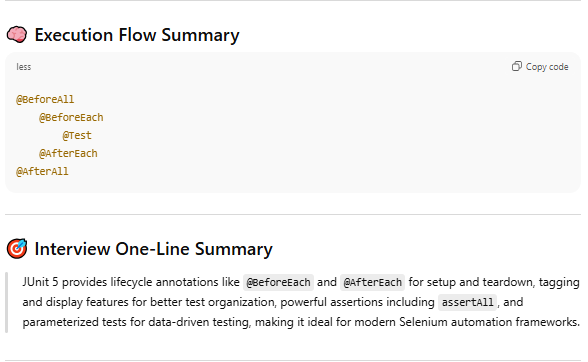 🧠 Execution Flow Summary
less
Copy code
@BeforeAll
    @BeforeEach
        @Test
    @AfterEach
@AfterAll
🎯 Interview One-Line Summary
JUnit 5 provides lifecycle annotations like @BeforeEach and @AfterEach for setup and teardown, tagging
and display features for better test organization, powerful assertions including assertAll, and
parameterized tests for data-driven testing, making it ideal for modern Selenium automation frameworks.